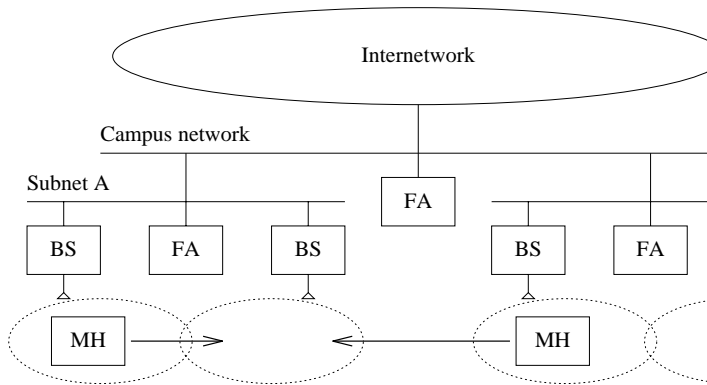 Internetwork
Campus network
Subnet A
FA
BS
FA
BS
BS
FA
MH
MH